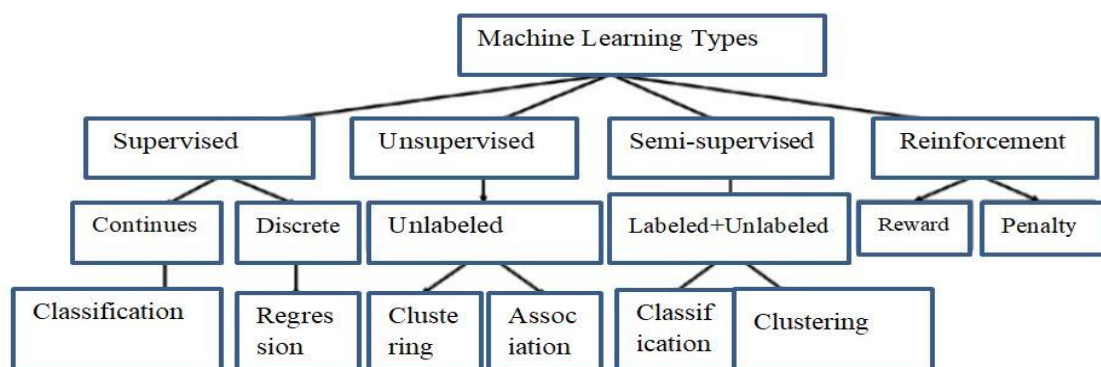 Machine Learning Types
Supervised
Unsupervised
Semi-supervised
Reinforcement
Continues
Discrete
Unlabeled
Labeled+Unlabeled
Reward
Penalty
Classification
Regres
sion
Cluste
ring
Assoc
iation
Classif
ication
Clustering